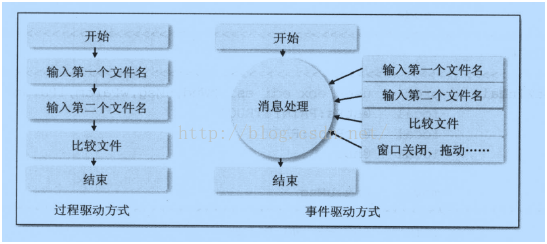 开始
输入第一个文件名
输入第二个文件名
比较文件
结束
过程驱动方式
开始
消息处理
结束
输入第一个文件名
输入第二个文件名
比较文件
窗口关闭、拖动……
事件驱动方式